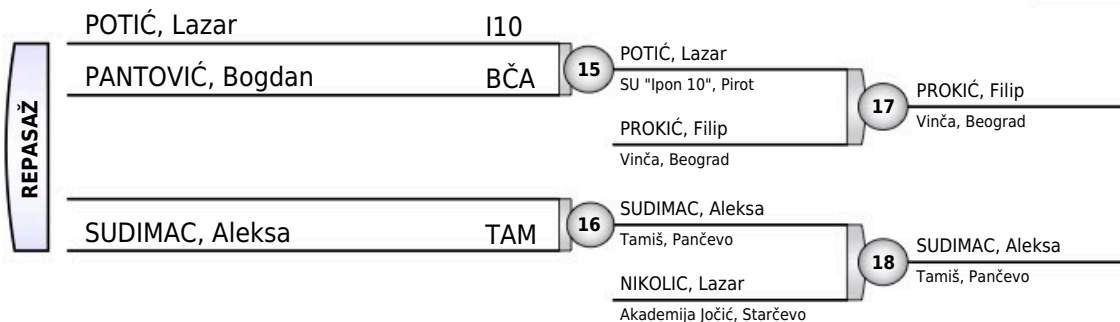 REPASAŽ
POTIĆ, Lazar I10
PANTOVIĆ, Bogdan BČA
15
POTIĆ, Lazar
SU "Ipon 10", Pirot
PROKIĆ, Filip
Vinča, Beograd
17
PROKIĆ, Filip
Vinča, Beograd
SUDIMAC, Aleksa TAM
16
SUDIMAC, Aleksa
Tamiš, Pančevo
NIKOLIC, Lazar
Akademija Jočić, Starčevo
18
SUDIMAC, Aleksa
Tamiš, Pančevo